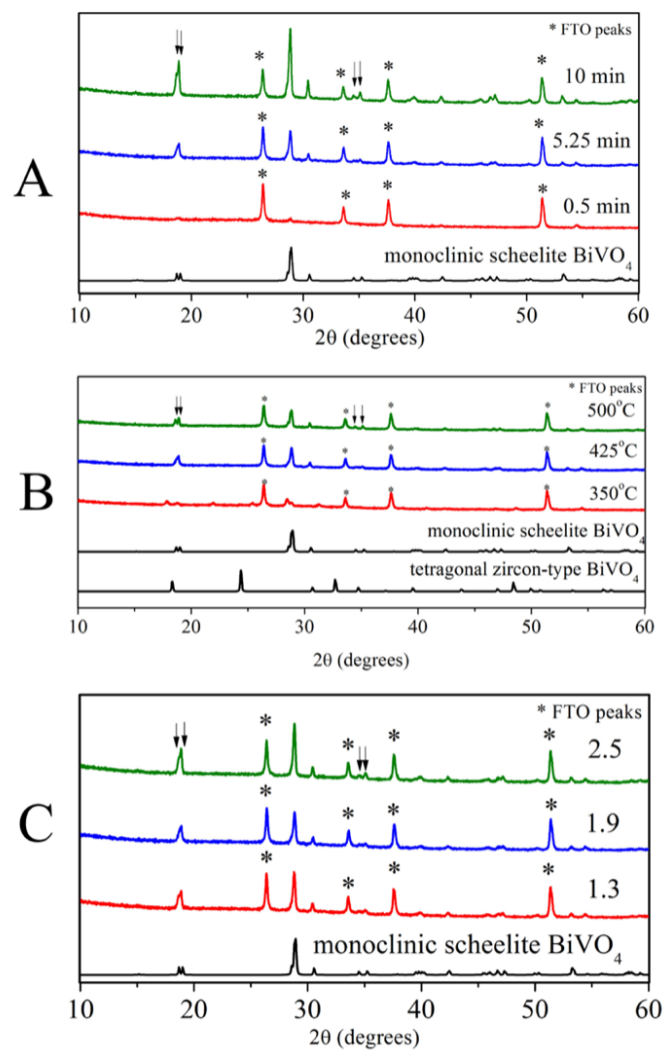 A
* FTO peaks
* * * * 10 min
* * * * 5.25 min
* * * * 0.5 min
monoclinic scheelite BiVO₄
10 20 30 40 50 60
2θ (degrees)
B
* FTO peaks
* * * * 500°C
* * * * 425°C
* * * * 350°C
monoclinic scheelite BiVO₄
tetragonal zircon-type BiVO₄
10 20 30 40 50 60
2θ (degrees)
C
* FTO peaks
* * * * 2.5
* * * * 1.9
* * * * 1.3
monoclinic scheelite BiVO₄
10 20 30 40 50 60
2θ (degrees)